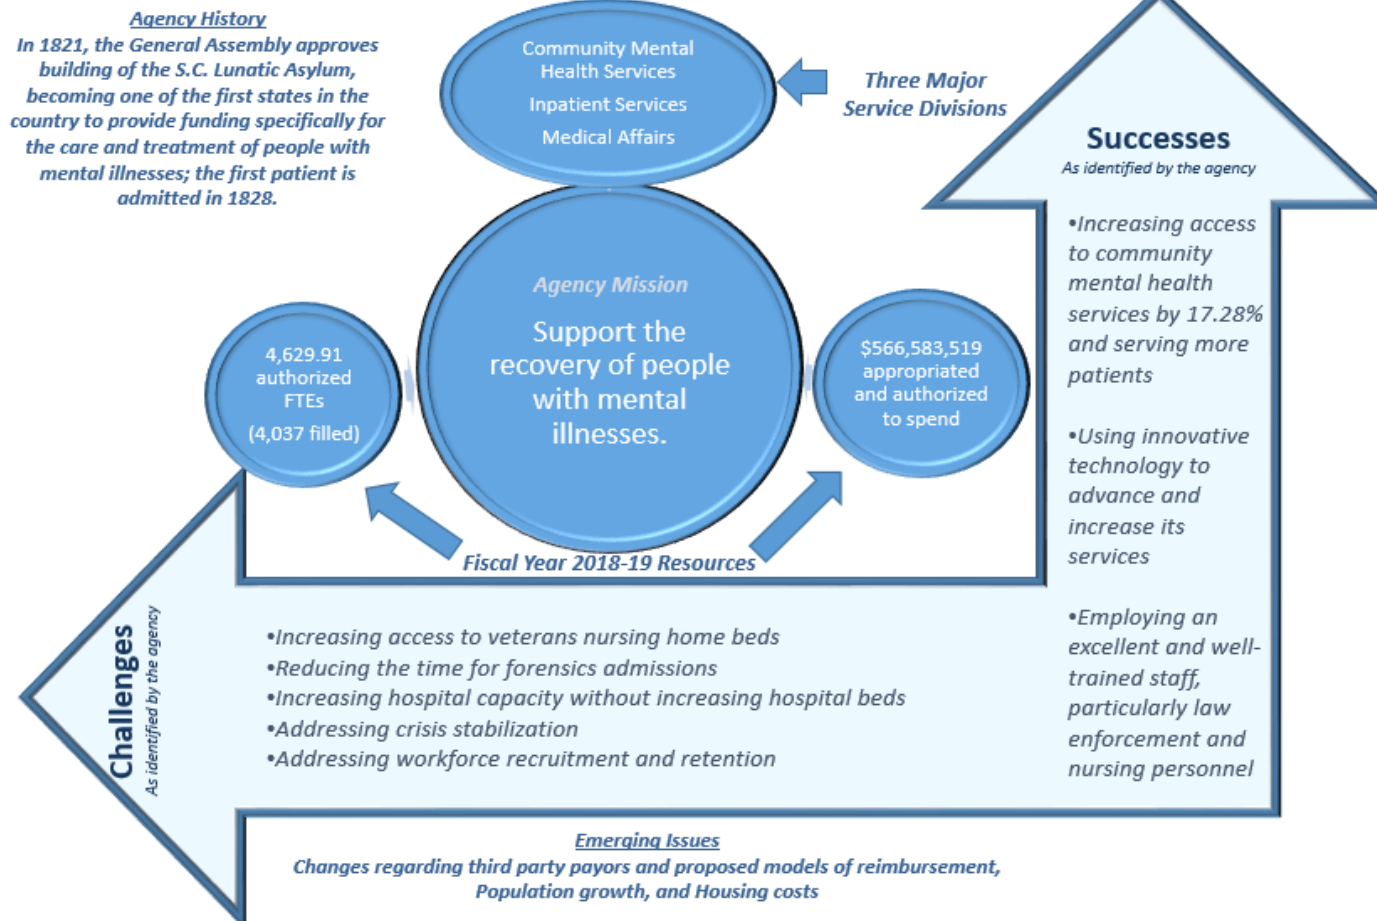 Agency History
In 1821, the General Assembly approves
building of the S.C. Lunatic Asylum,
becoming one of the first states in the
country to provide funding specifically for
the care and treatment of people with
mental illnesses; the first patient is
admitted in 1828.
Community Mental
Health Services
Inpatient Services
Medical Affairs
Three Major
Service Divisions
Agency Mission
Support the
recovery of people
with mental
illnesses.
4,629.91
authorized
FTEs
(4,037 filled)
$566,583,519
appropriated
and authorized
to spend
Fiscal Year 2018-19 Resources
Successes
As identified by the agency
•Increasing access
to community
mental health
services by 17.28%
and serving more
patients
•Using innovative
technology to
advance and
increase its
services
•Employing an
excellent and well-
trained staff,
particularly law
enforcement and
nursing personnel
Challenges
As identified by the agency
•Increasing access to veterans nursing home beds
•Reducing the time for forensics admissions
•Increasing hospital capacity without increasing hospital beds
•Addressing crisis stabilization
•Addressing workforce recruitment and retention
Emerging Issues
Changes regarding third party payors and proposed models of reimbursement,
Population growth, and Housing costs